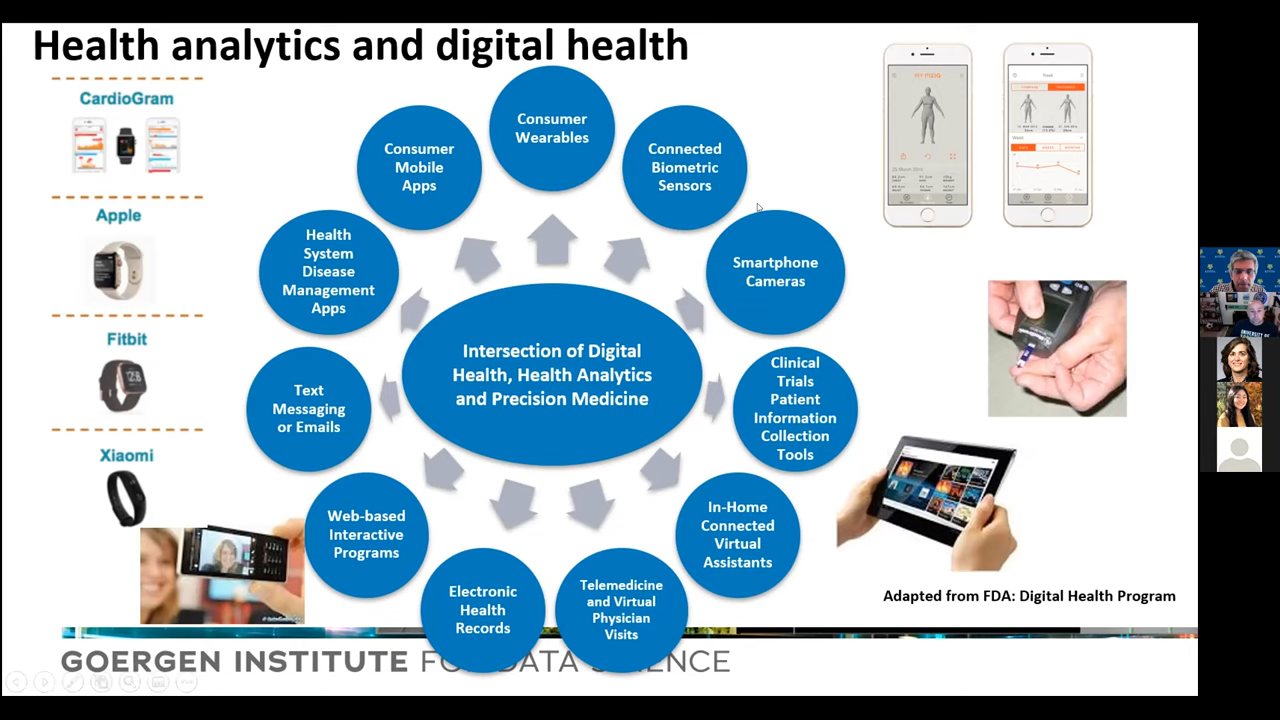 Health analytics and digital health
CardioGram
Apple
Fitbit
Xiaomi
Consumer
Wearables
Connected
Biometric
Sensors
Smartphone
Cameras
Clinical
Trials
Patient
Information
Collection
Tools
In-Home
Connected
Virtual
Assistants
Telemedicine
and Virtual
Physician
Visits
Electronic
Health
Records
Web-based
Interactive
Programs
Text
Messaging
or Emails
Health
System
Disease
Management
Apps
Consumer
Mobile
Apps
Intersection of Digital
Health, Health Analytics
and Precision Medicine
Adapted from FDA: Digital Health Program
GOERGEN INSTITUTE FOR DATA SCIENCE